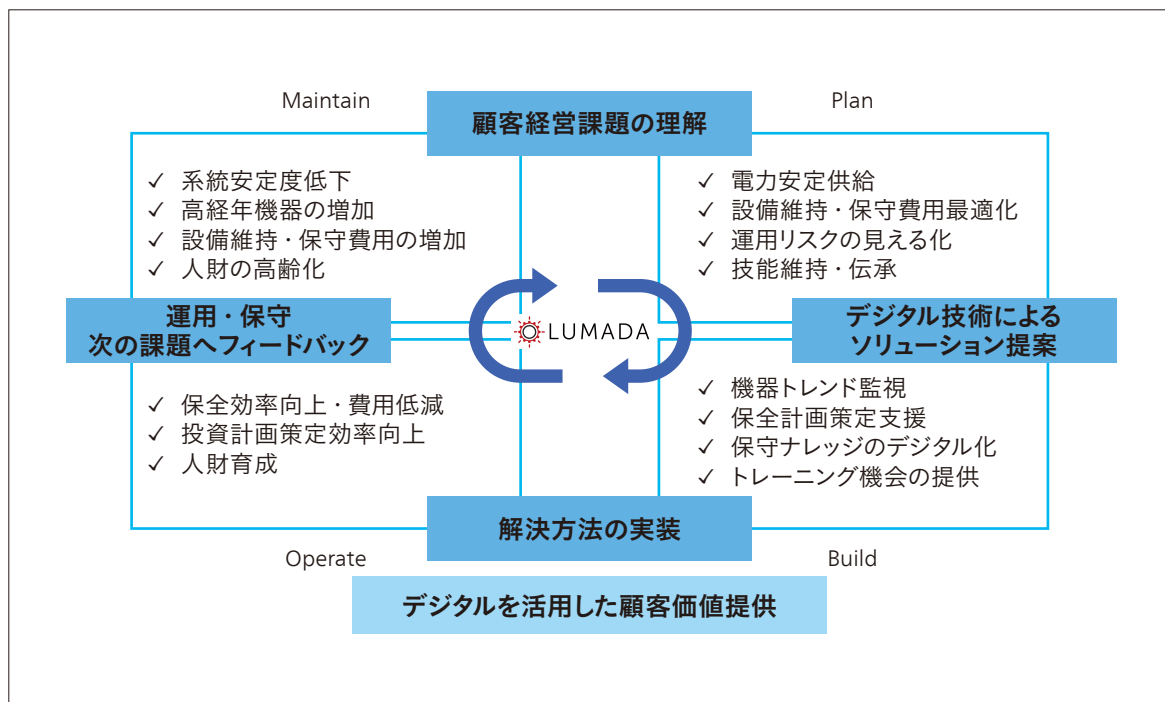 Maintain
顧客経営課題の理解
Plan
✓ 系統安定度低下
✓ 高経年機器の増加
✓ 設備維持・保守費用の増加
✓ 人財の高齢化
✓ 電力安定供給
✓ 設備維持・保守費用最適化
✓ 運用リスクの見える化
✓ 技能維持・伝承
運用・保守
次の課題へフィードバック
LUMADA
デジタル技術による
ソリューション提案
✓ 保全効率向上・費用低減
✓ 投資計画策定効率向上
✓ 人財育成
✓ 機器トレンド監視
✓ 保全計画策定支援
✓ 保守ナレッジのデジタル化
✓ トレーニング機会の提供
解決方法の実装
Operate
Build
デジタルを活用した顧客価値提供